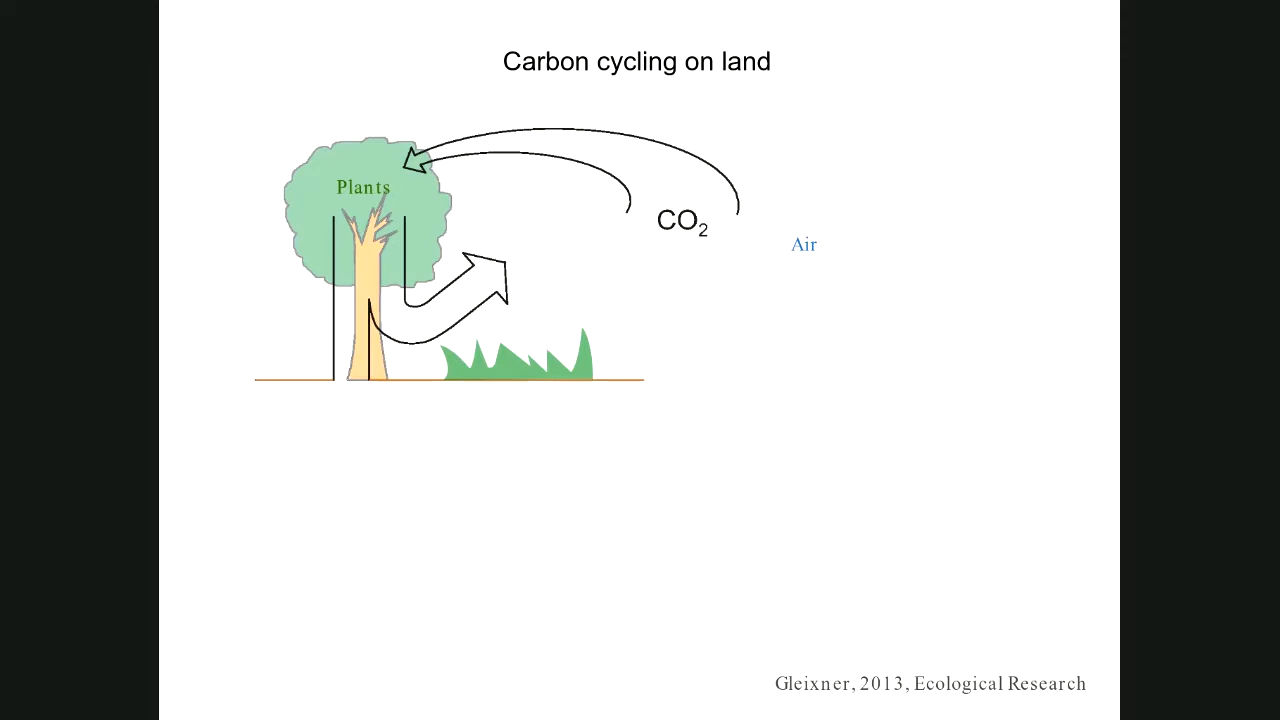 Carbon cycling on land
Plants
CO₂
Air
Gleixner, 2013, Ecological Research